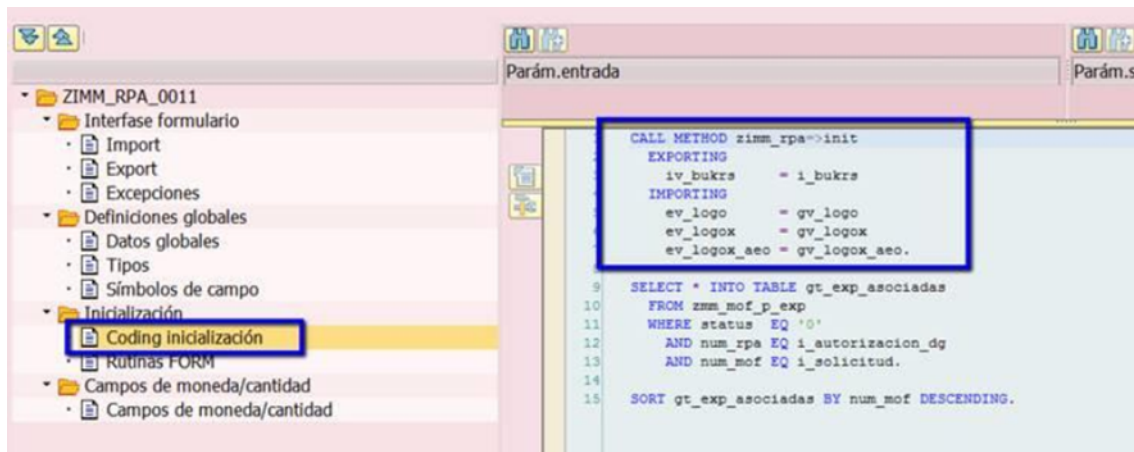 Parám.entrada
Parám.s
ZIMM_RPA_0011
Interfase formulario
Import
Export
Excepciones
Definiciones globales
Datos globales
Tipos
Símbolos de campo
Inicialización
Coding inicialización
Rutinas FORM
Campos de moneda/cantidad
Campos de moneda/cantidad
CALL METHOD zimm_rpa=>init
EXPORTING
iv_bukrs = i_bukrs
IMPORTING
ev_logo = gv_logo
ev_logox = gv_logox
ev_logox_aeo = gv_logox_aeo.
9 SELECT * INTO TABLE gt_exp_asociadas
10 FROM zmm_mof_p_exp
11 WHERE status EQ '0'
12 AND num_rpa EQ i_autorizacion_dg
13 AND num_mof EQ i_solicitud.
14
15 SORT gt_exp_asociadas BY num_mof DESCENDING.